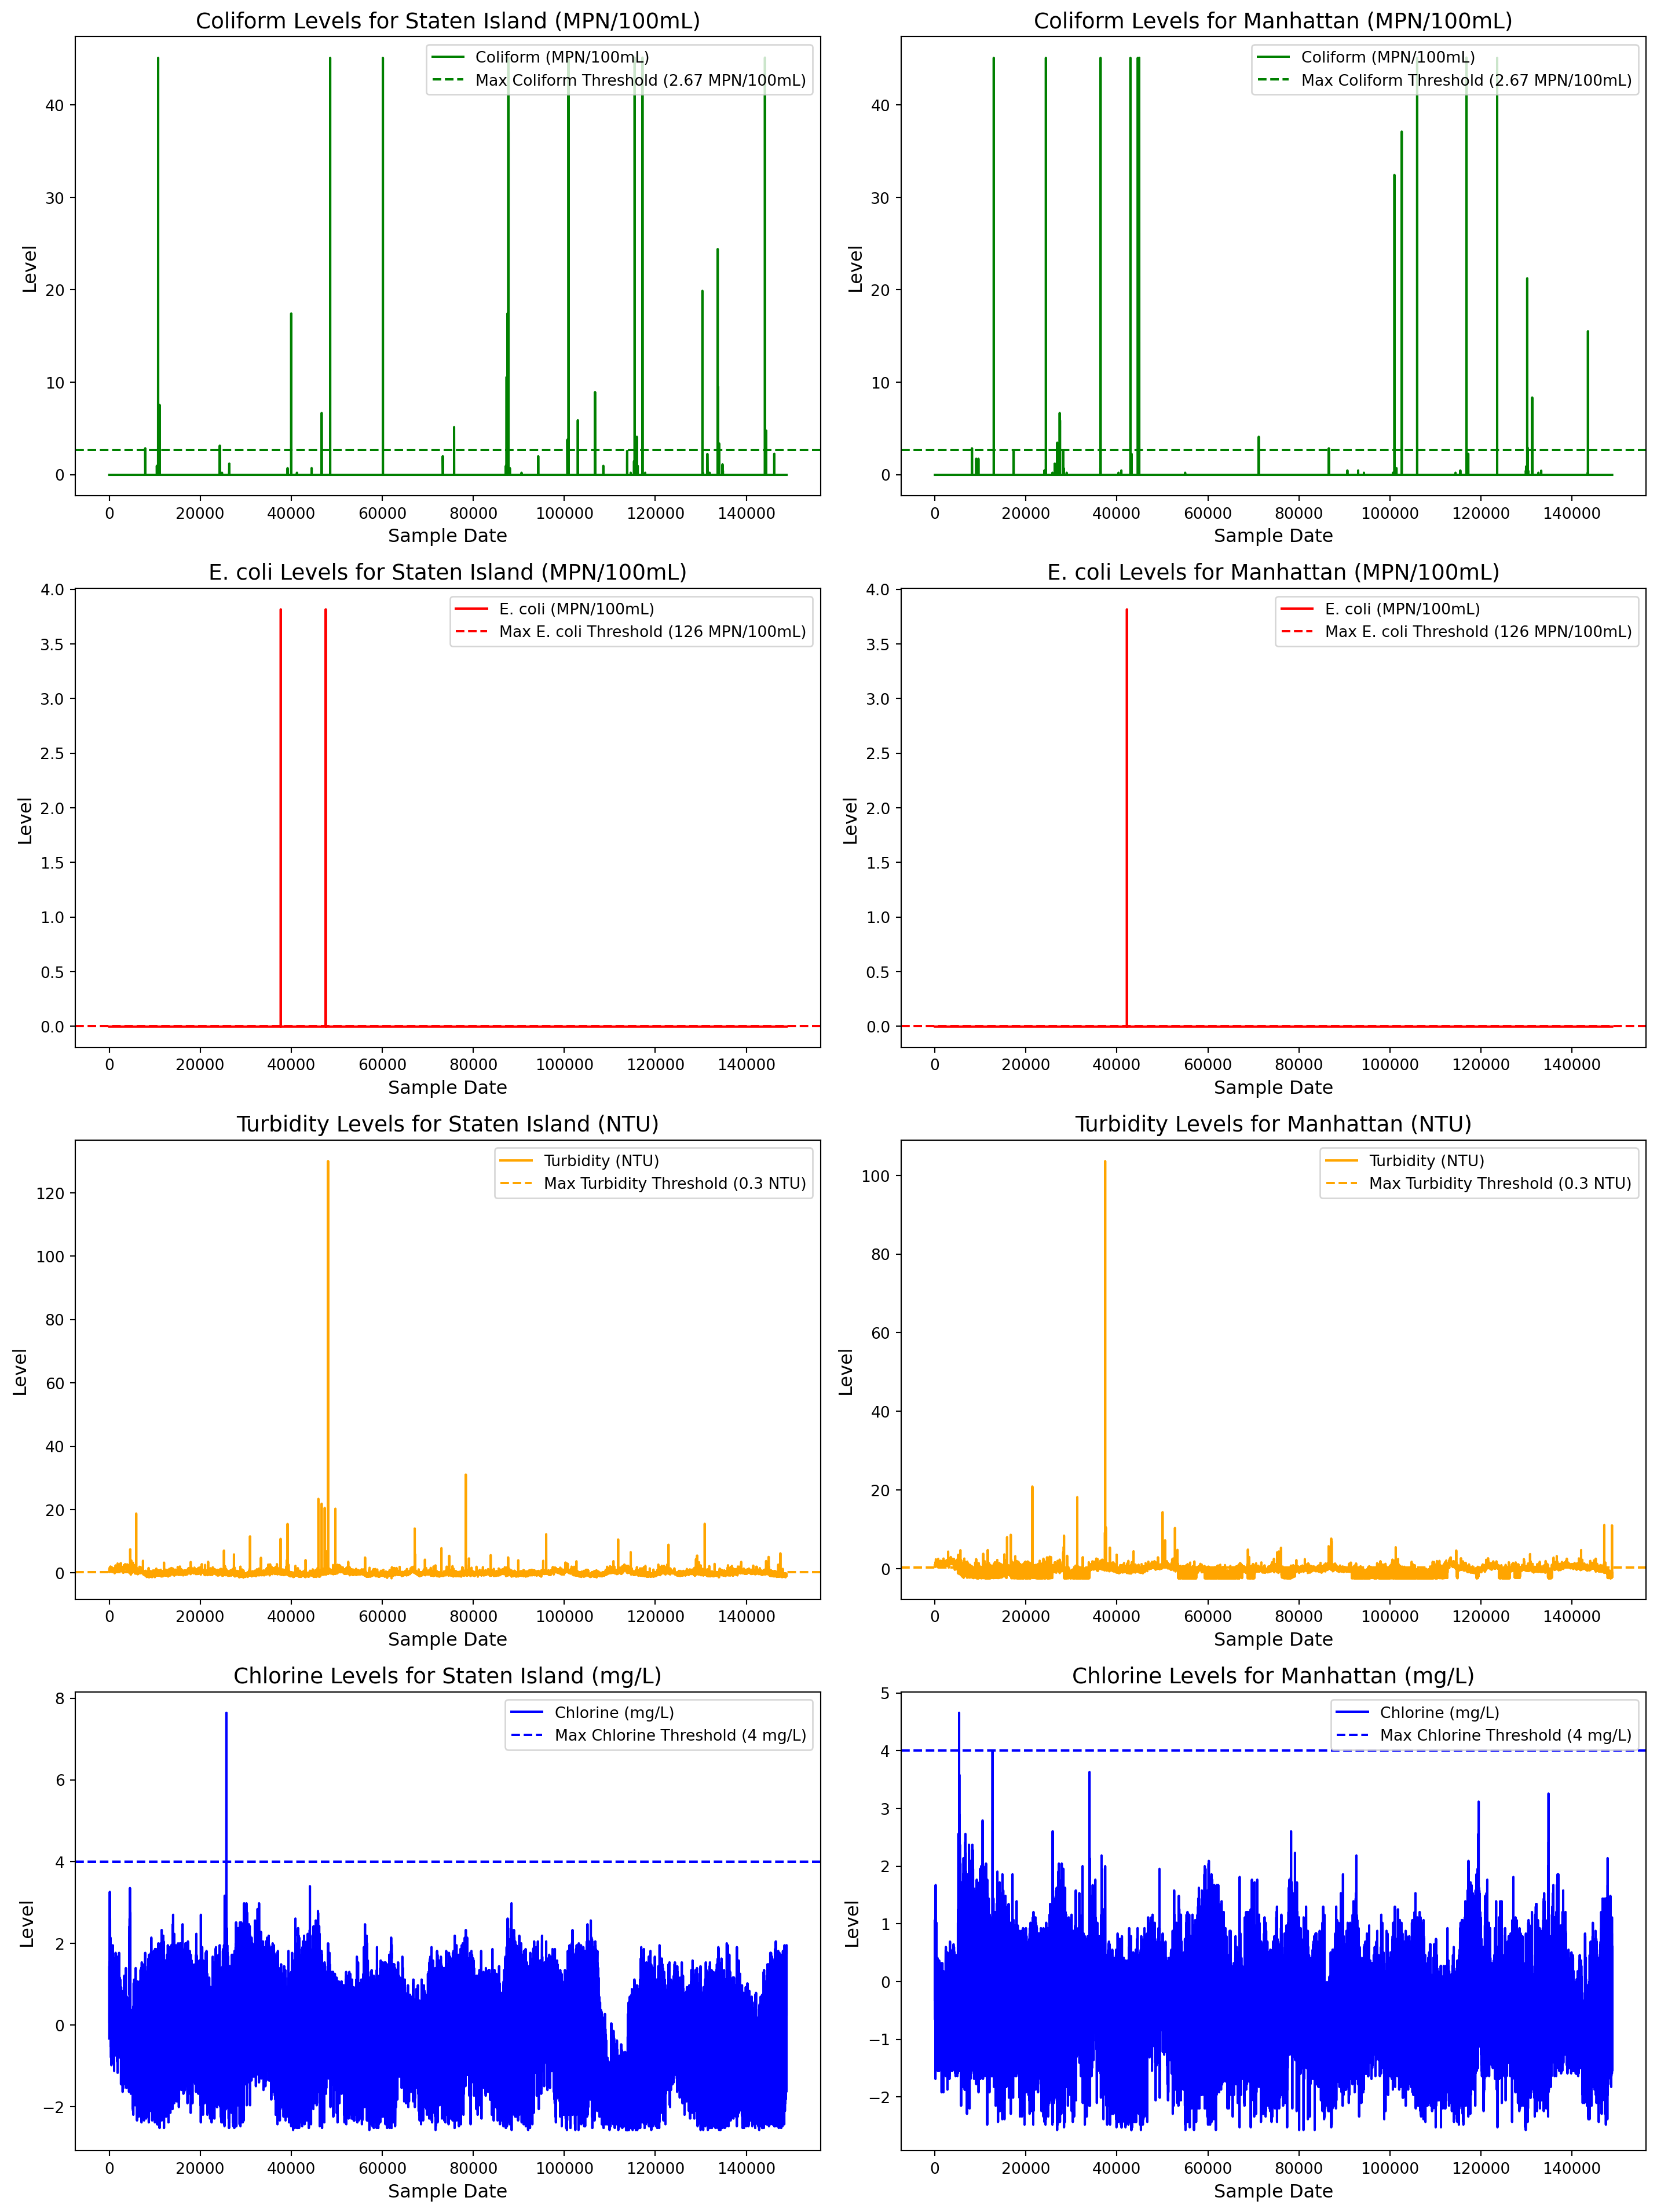 Coliform Levels for Staten Island (MPN/100mL)
Coliform (MPN/100mL)
Max Coliform Threshold (2.67 MPN/100mL)
Level
40
30
20
10
0
0 20000 40000 60000 80000 100000 120000 140000
Sample Date
Coliform Levels for Manhattan (MPN/100mL)
Coliform (MPN/100mL)
Max Coliform Threshold (2.67 MPN/100mL)
Level
40
30
20
10
0
0 20000 40000 60000 80000 100000 120000 140000
Sample Date
E. coli Levels for Staten Island (MPN/100mL)
E. coli (MPN/100mL)
Max E. coli Threshold (126 MPN/100mL)
Level
4.0
3.5
3.0
2.5
2.0
1.5
1.0
0.5
0.0
0 20000 40000 60000 80000 100000 120000 140000
Sample Date
E. coli Levels for Manhattan (MPN/100mL)
E. coli (MPN/100mL)
Max E. coli Threshold (126 MPN/100mL)
Level
4.0
3.5
3.0
2.5
2.0
1.5
1.0
0.5
0.0
0 20000 40000 60000 80000 100000 120000 140000
Sample Date
Turbidity Levels for Staten Island (NTU)
Turbidity (NTU)
Max Turbidity Threshold (0.3 NTU)
Level
120
100
80
60
40
20
0
0 20000 40000 60000 80000 100000 120000 140000
Sample Date
Turbidity Levels for Manhattan (NTU)
Turbidity (NTU)
Max Turbidity Threshold (0.3 NTU)
Level
100
80
60
40
20
0
0 20000 40000 60000 80000 100000 120000 140000
Sample Date
Chlorine Levels for Staten Island (mg/L)
Chlorine (mg/L)
Max Chlorine Threshold (4 mg/L)
Level
8
6
4
2
0
−2
0 20000 40000 60000 80000 100000 120000 140000
Sample Date
Chlorine Levels for Manhattan (mg/L)
Chlorine (mg/L)
Max Chlorine Threshold (4 mg/L)
Level
5
4
3
2
1
0
−1
−2
0 20000 40000 60000 80000 100000 120000 140000
Sample Date